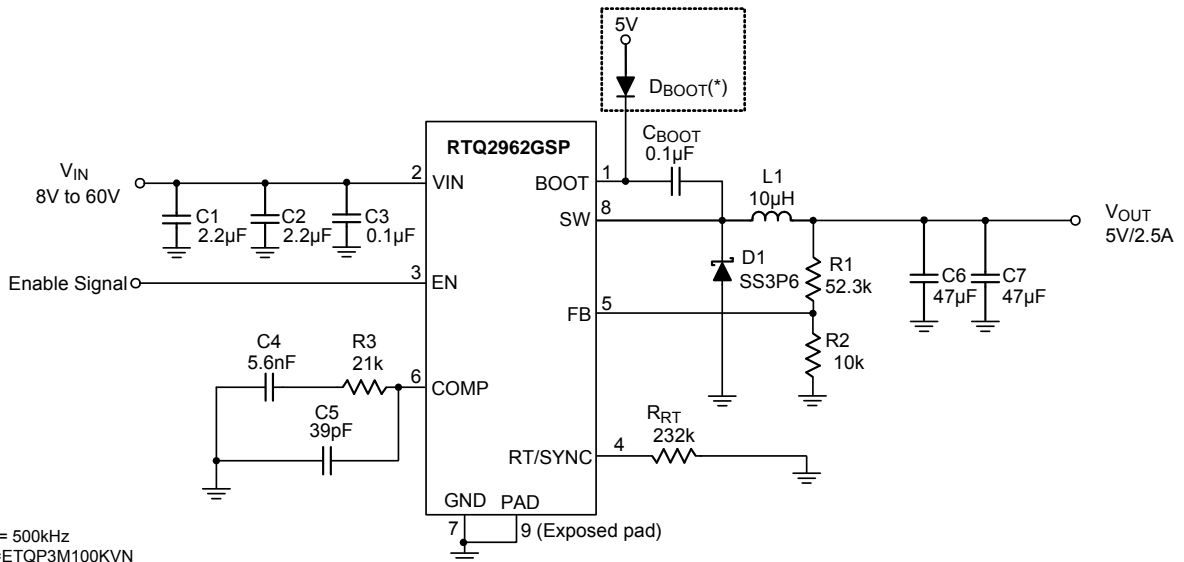 5V
DBOOT(*)
CBOOT
0.1µF
RTQ2962GSP
VIN
8V to 60V
2
VIN
BOOT
1
L1
10µH
SW
8
VOUT
5V/2.5A
C1
2.2µF
C2
2.2µF
C3
0.1µF
D1
SS3P6
R1
52.3k
C6
47µF
C7
47µF
Enable Signal
3
EN
FB
5
R2
10k
C4
5.6nF
R3
21k
6
COMP
C5
39pF
RRT
232k
RT/SYNC
4
GND
PAD
7
9 (Exposed pad)
= 500kHz
=ETQP3M100KVN